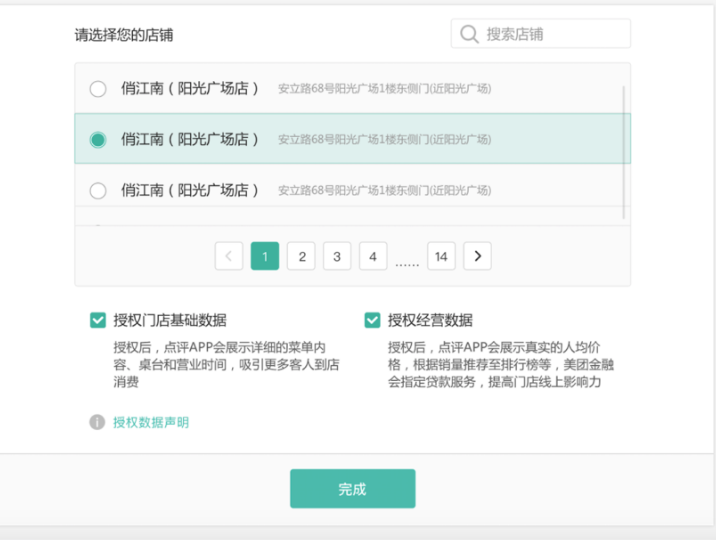 请选择您的店铺
搜索店铺
俏江南（阳光广场店） 安立路68号阳光广场1楼东侧门(近阳光广场)
俏江南（阳光广场店） 安立路68号阳光广场1楼东侧门(近阳光广场)
俏江南（阳光广场店） 安立路68号阳光广场1楼东侧门(近阳光广场)
< 1 2 3 4 …… 14 >
授权门店基础数据
授权后，点评APP会展示详细的菜单内
容、桌台和营业时间，吸引更多客人到店
消费
授权经营数据
授权后，点评APP会展示真实的人均价
格，根据销量推荐至排行榜等，美团金融
会指定贷款服务，提高门店线上影响力
授权数据声明
完成